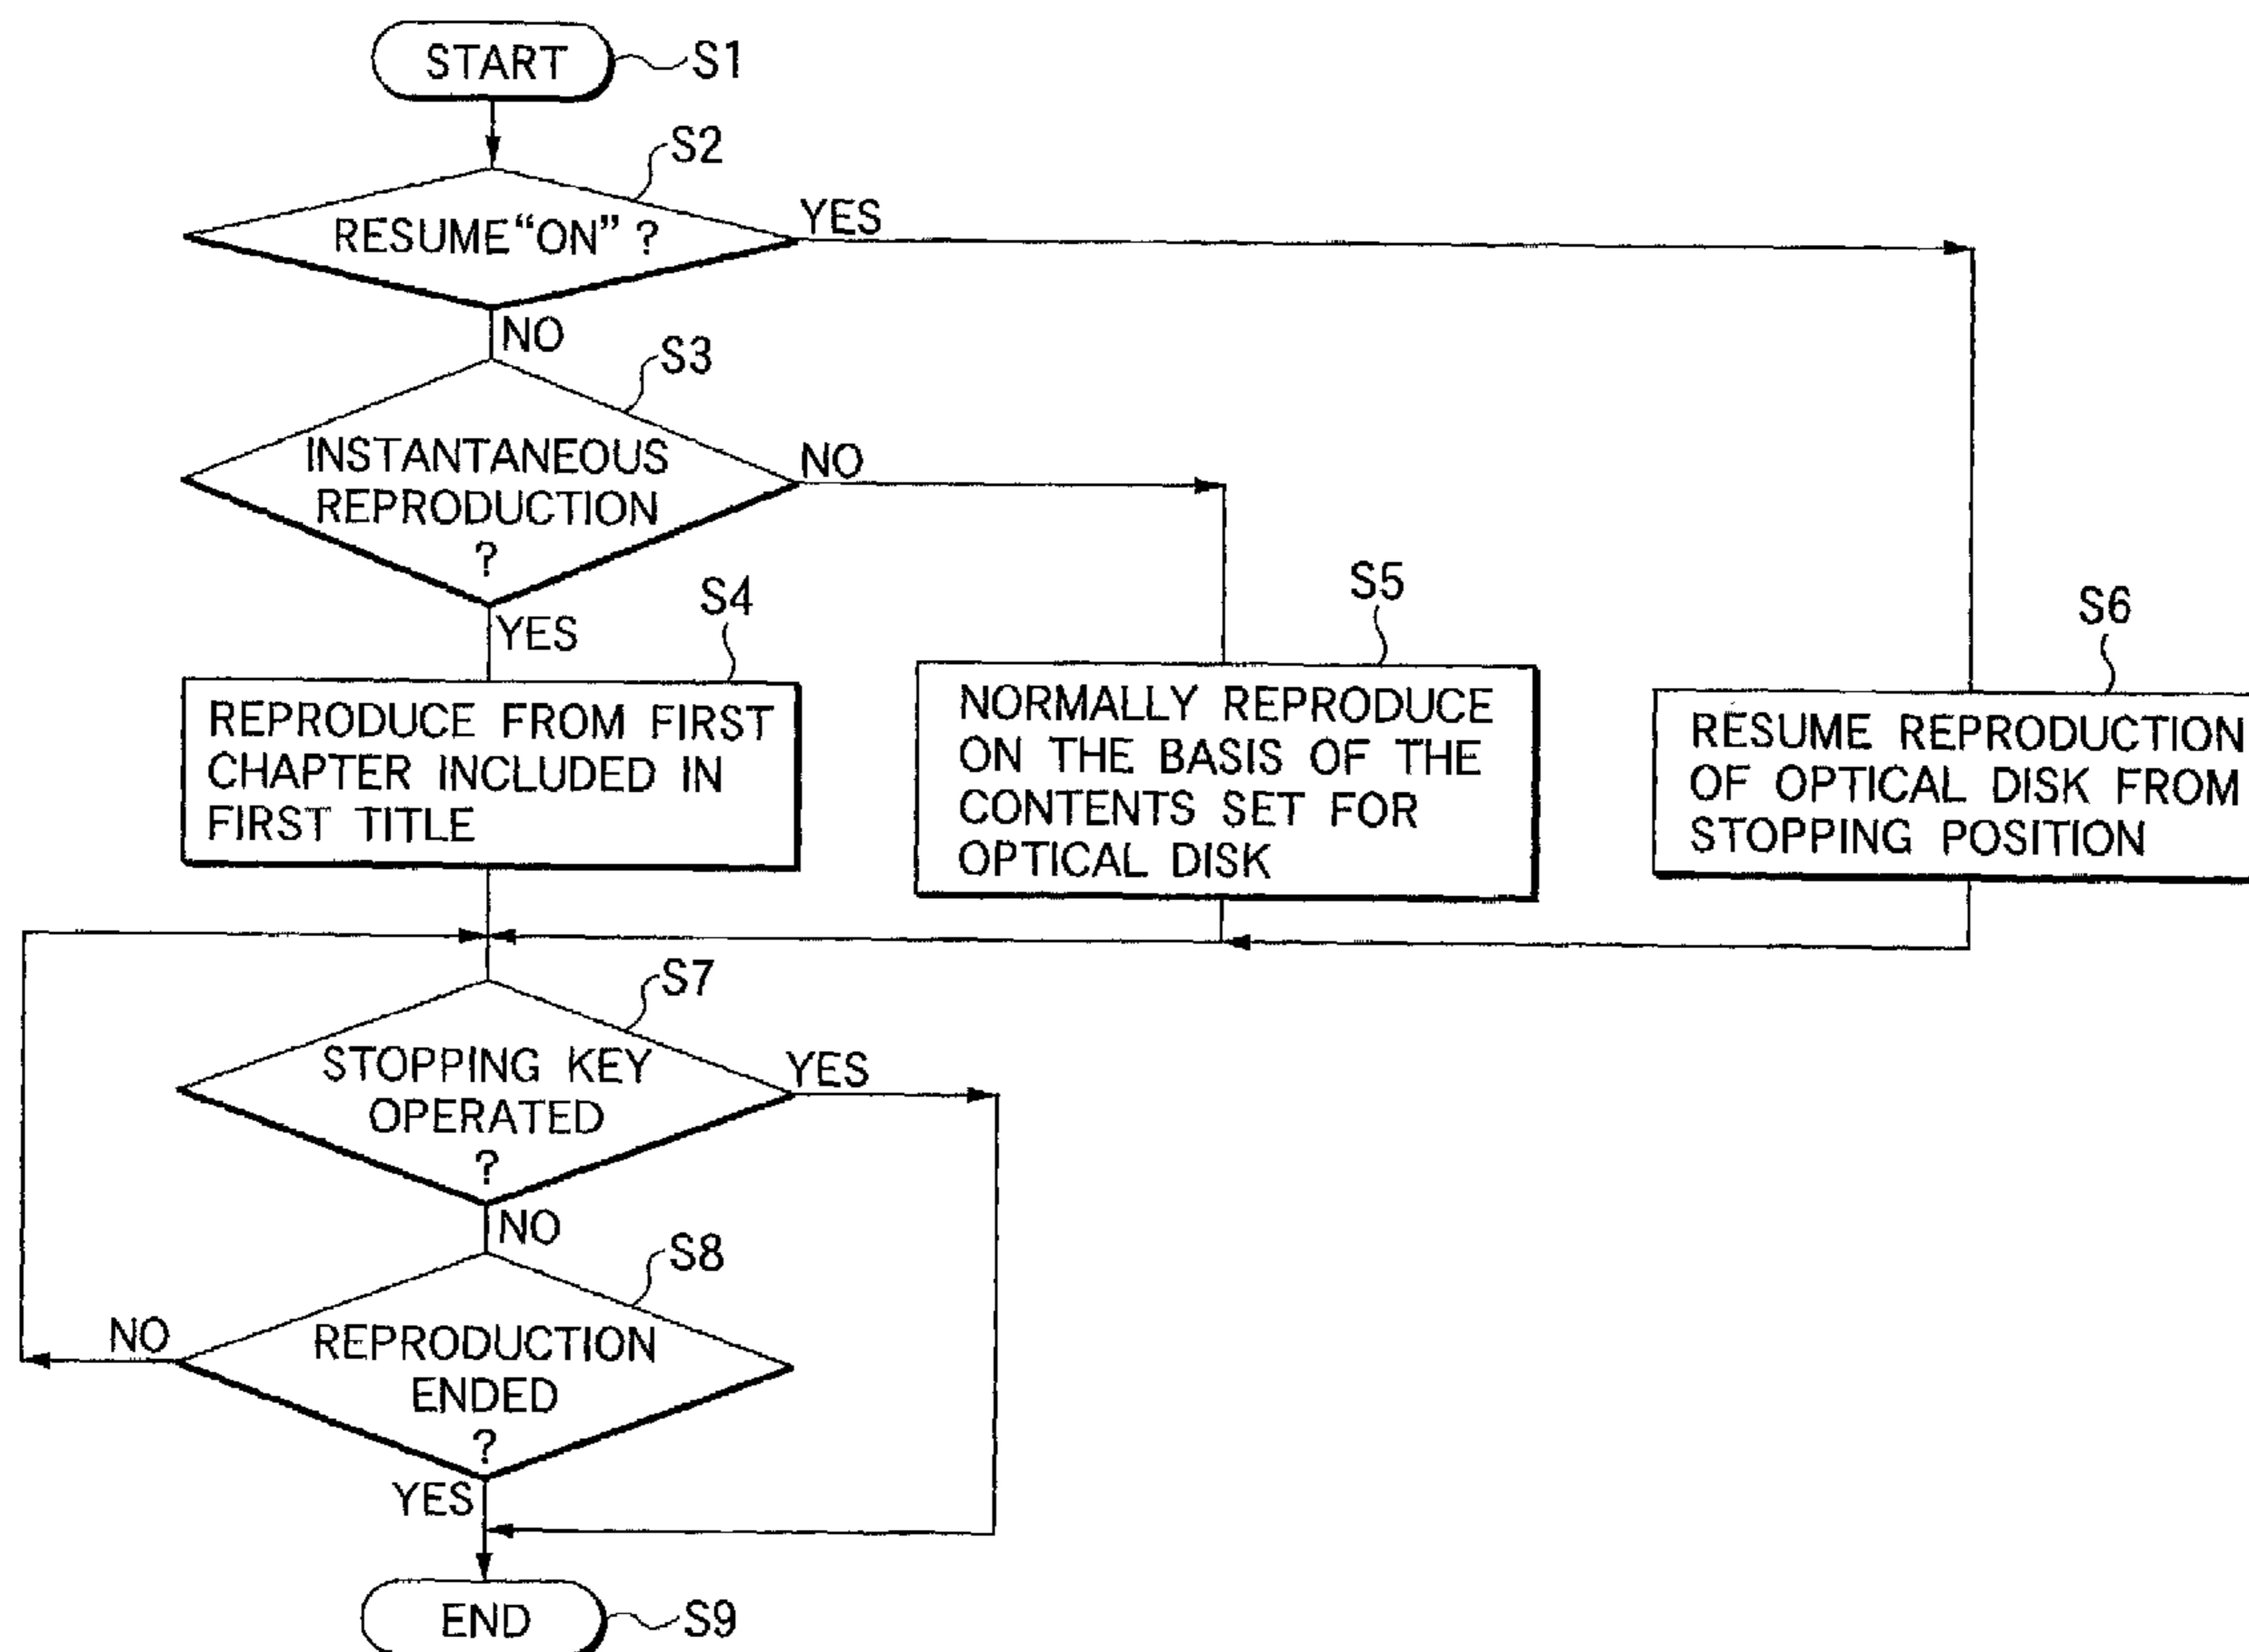 START
S1
S2
RESUME“ON” ?
YES
NO
S3
INSTANTANEOUS
REPRODUCTION
?
NO
YES
S4
REPRODUCE FROM FIRST
CHAPTER INCLUDED IN
FIRST TITLE
S5
NORMALLY REPRODUCE
ON THE BASIS OF THE
CONTENTS SET FOR
OPTICAL DISK
S6
RESUME REPRODUCTION
OF OPTICAL DISK FROM
STOPPING POSITION
S7
STOPPING KEY
OPERATED
?
YES
NO
S8
REPRODUCTION
ENDED
?
NO
YES
END
S9